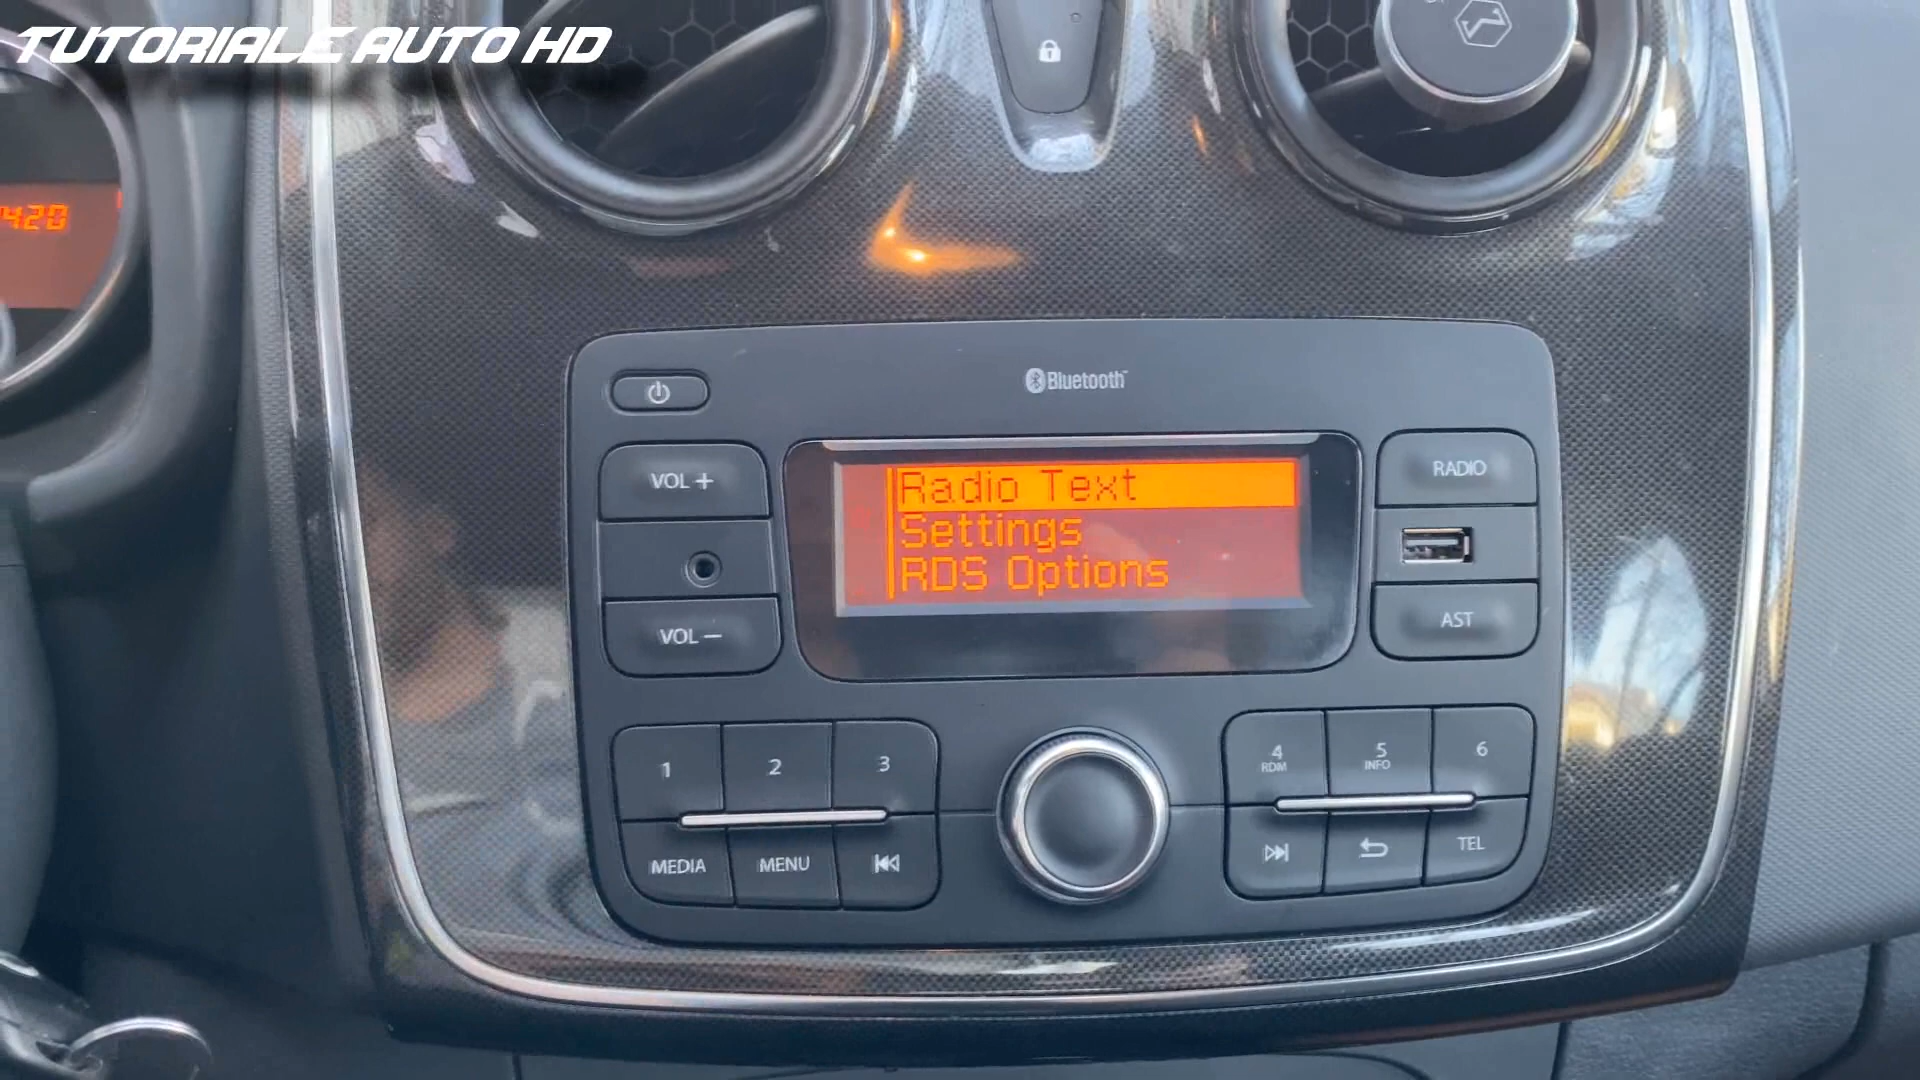 TUTORIALE AUTO HD
420
Bluetooth
VOL +
RADIO
Radio Text
Settings
RDS Options
VOL –
AST
1
2
3
4
RDM
5
INFO
6
MEDIA
MENU
TEL